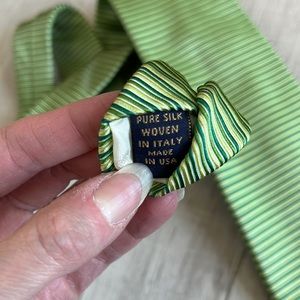 PURE SILK
WOVEN
IN ITALY
MADE
IN USA